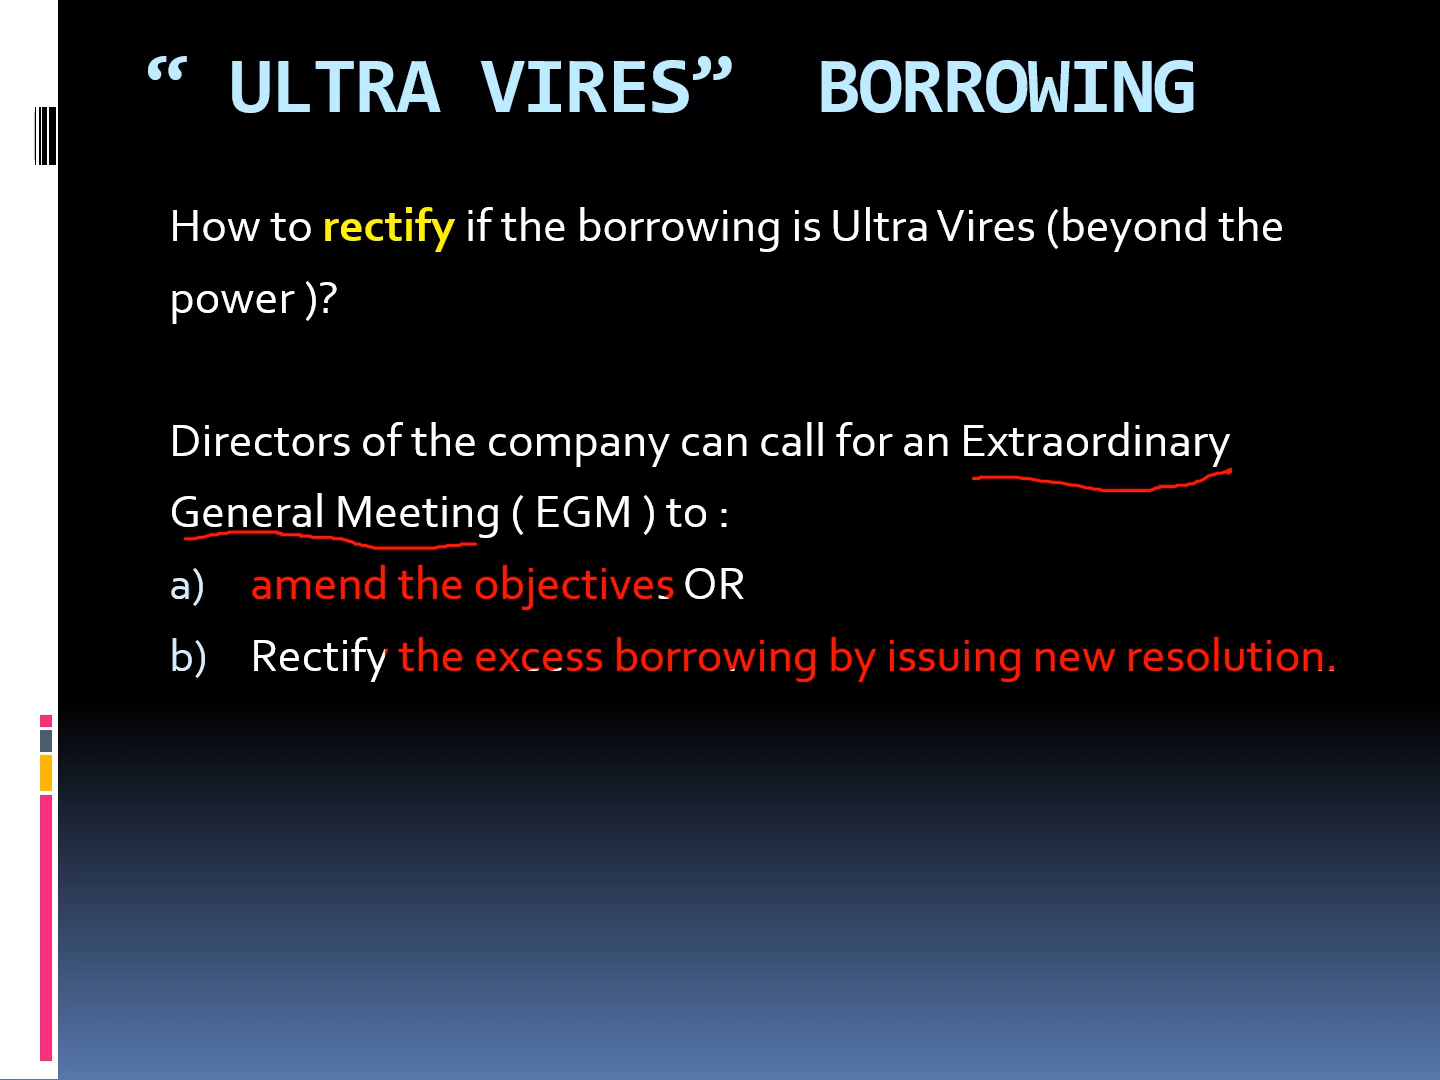 “ ULTRA VIRES” BORROWING
How to rectify if the borrowing is Ultra Vires (beyond the
power )?
Directors of the company can call for an Extraordinary
General Meeting ( EGM ) to :
a) amend the objectives OR
b) Rectify the excess borrowing by issuing new resolution.